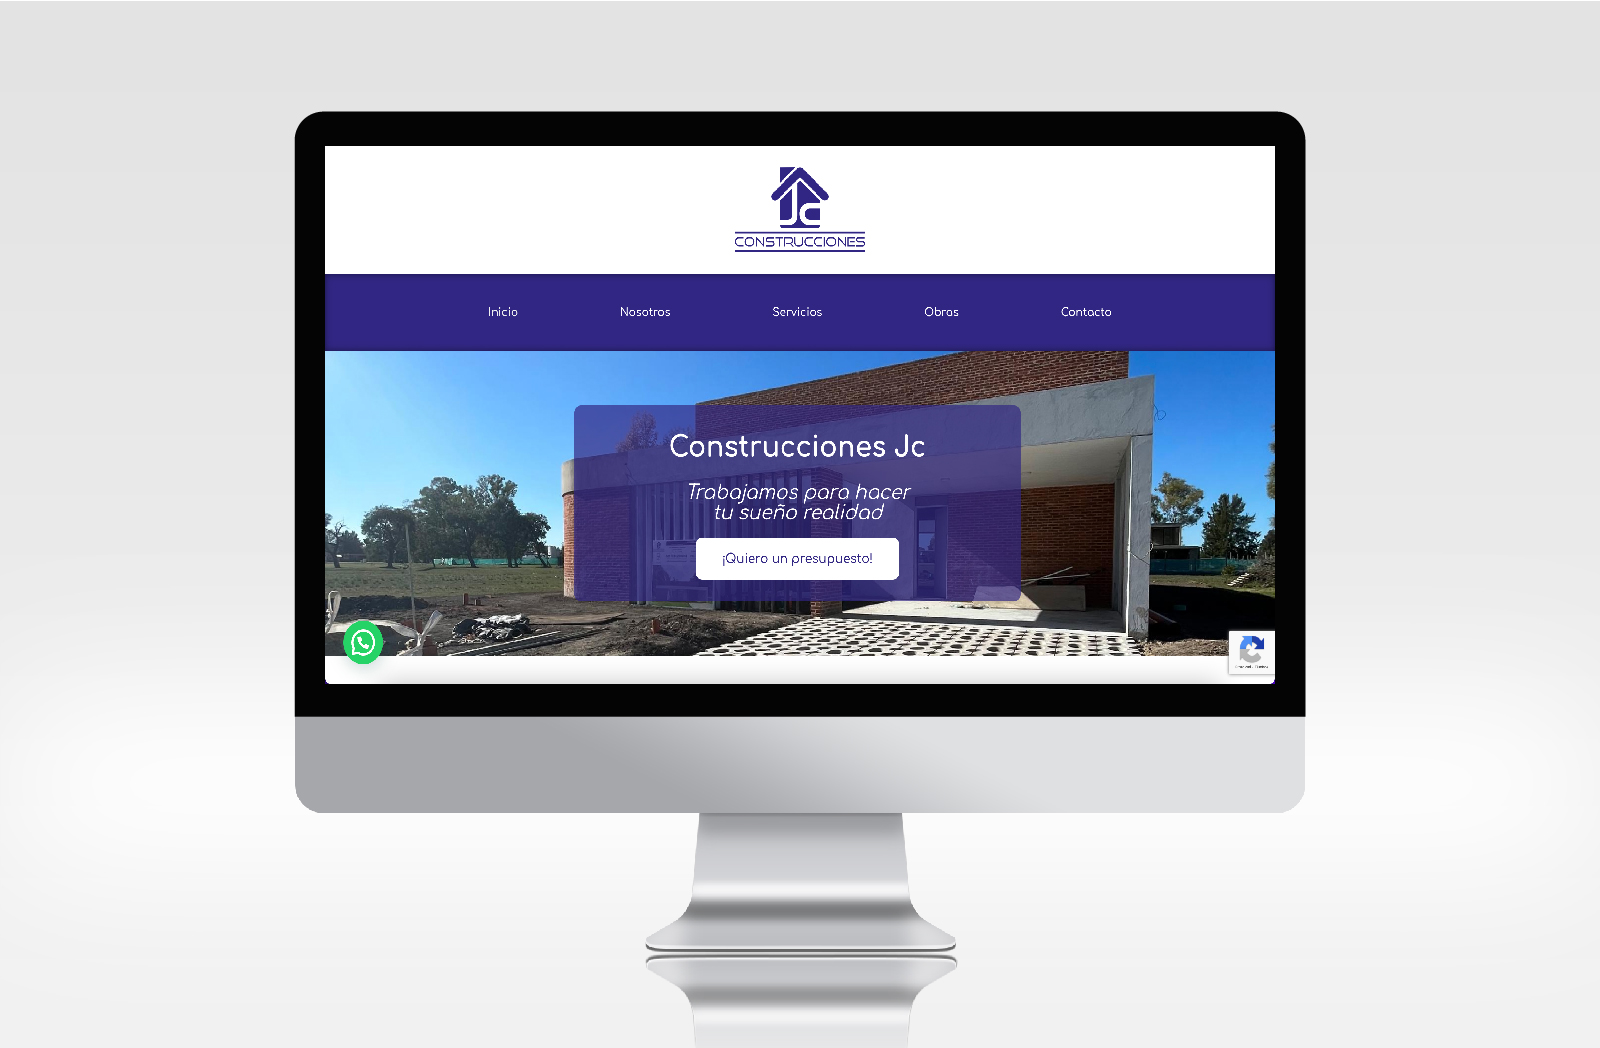 Jc
CONSTRUCCIONES
Inicio Nosotros Servicios Obras Contacto
Construcciones Jc
Trabajamos para hacer
tu sueño realidad
¡Quiero un presupuesto!